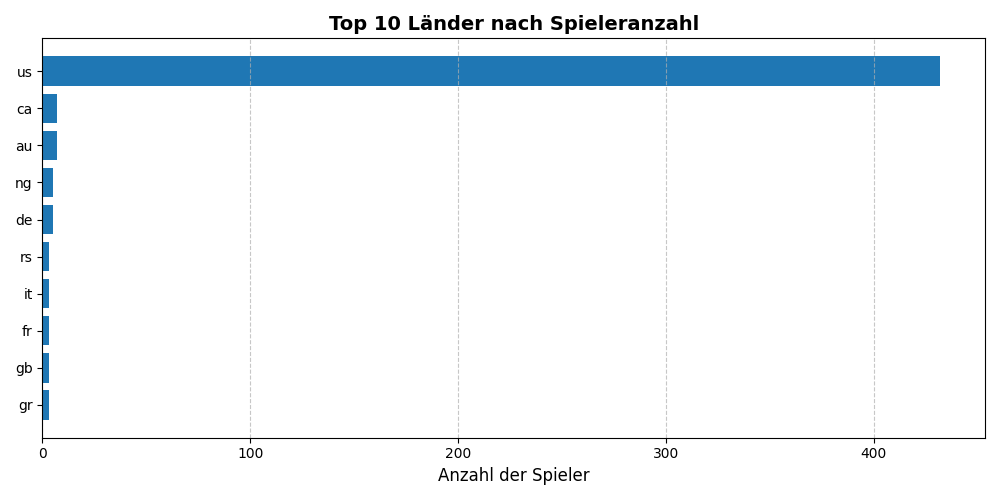 Top 10 Länder nach Spieleranzahl
us
ca
au
ng
de
rs
it
fr
gb
gr
0 100 200 300 400
Anzahl der Spieler